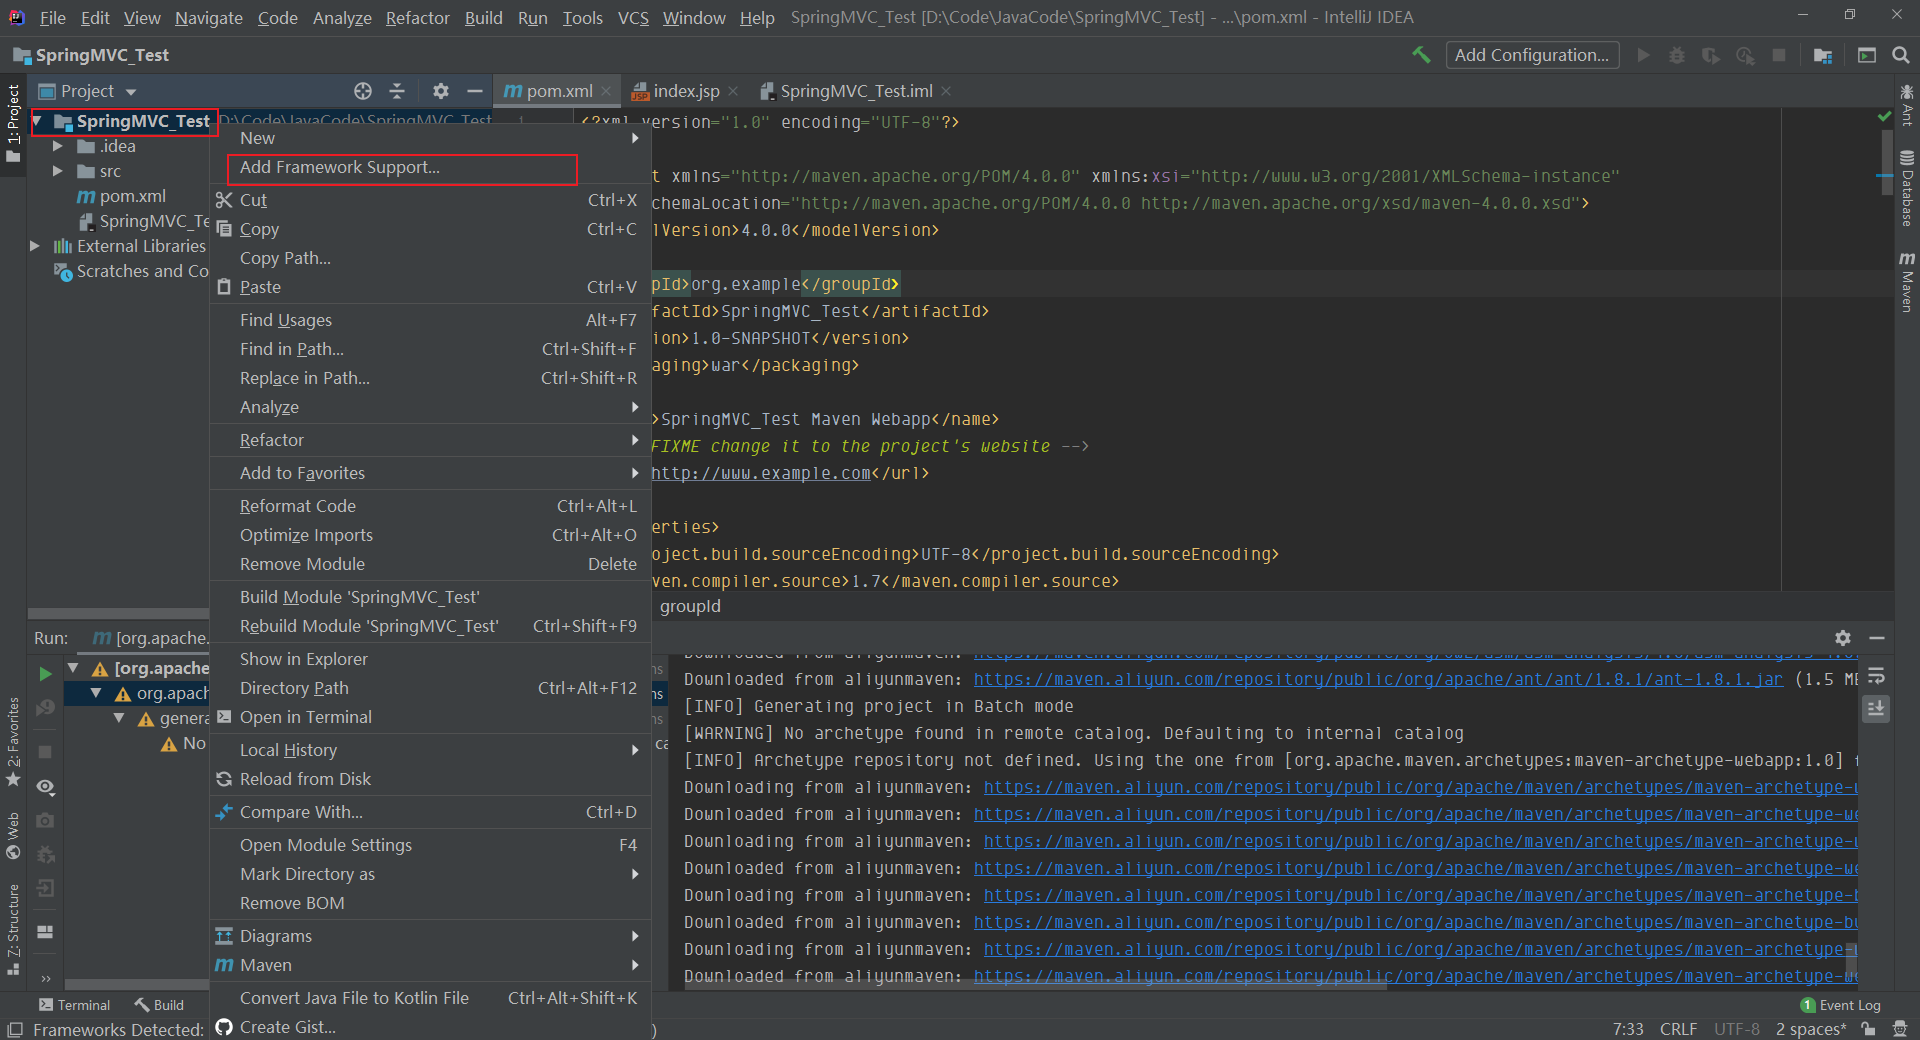 File Edit View Navigate Code Analyze Refactor Build Run Tools VCS Window Help SpringMVC_Test [D:\Code\JavaCode\SpringMVC_Test] - ...\pom.xml - IntelliJ IDEA
SpringMVC_Test
Add Configuration...
Project
pom.xml
index.jsp
SpringMVC_Test.iml
1: Project
SpringMVC_Test D:\Code\JavaCode\SpringMVC_Test
.idea
src
pom.xml
SpringMVC_Te
External Libraries
Scratches and Co
New
Add Framework Support...
Cut Ctrl+X
Copy Ctrl+C
Copy Path...
Paste Ctrl+V
Find Usages Alt+F7
Find in Path... Ctrl+Shift+F
Replace in Path... Ctrl+Shift+R
Analyze
Refactor
Add to Favorites
Reformat Code Ctrl+Alt+L
Optimize Imports Ctrl+Alt+O
Remove Module Delete
Build Module 'SpringMVC_Test'
Rebuild Module 'SpringMVC_Test' Ctrl+Shift+F9
Show in Explorer
Directory Path Ctrl+Alt+F12
Open in Terminal
Local History
Reload from Disk
Compare With... Ctrl+D
Open Module Settings F4
Mark Directory as
Remove BOM
Diagrams
Maven
Convert Java File to Kotlin File Ctrl+Alt+Shift+K
Create Gist...
1
<?xml version="1.0" encoding="UTF-8"?>
t xmlns="http://maven.apache.org/POM/4.0.0" xmlns:xsi="http://www.w3.org/2001/XMLSchema-instance"
chemaLocation="http://maven.apache.org/POM/4.0.0 http://maven.apache.org/xsd/maven-4.0.0.xsd">
lVersion>4.0.0</modelVersion>
pId>org.example</groupId>
factId>SpringMVC_Test</artifactId>
ion>1.0-SNAPSHOT</version>
aging>war</packaging>
>SpringMVC_Test Maven Webapp</name>
FIXME change it to the project's website -->
http://www.example.com</url>
erties>
oject.build.sourceEncoding>UTF-8</project.build.sourceEncoding>
ven.compiler.source>1.7</maven.compiler.source>
groupId
Ant
Database
Maven
Run: [org.apache.
[org.apache
org.apach
genera
No
ns
ns
ns
ca
Downloaded from aliyunmaven:
Downloaded from aliyunmaven: https://maven.aliyun.com/repository/public/org/apache/ant/ant/1.8.1/ant-1.8.1.jar (1.5 ME
[INFO] Generating project in Batch mode
[WARNING] No archetype found in remote catalog. Defaulting to internal catalog
[INFO] Archetype repository not defined. Using the one from [org.apache.maven.archetypes:maven-archetype-webapp:1.0] f
Downloading from aliyunmaven: https://maven.aliyun.com/repository/public/org/apache/maven/archetypes/maven-archetype-w
Downloaded from aliyunmaven: https://maven.aliyun.com/repository/public/org/apache/maven/archetypes/maven-archetype-we
Downloading from aliyunmaven: https://maven.aliyun.com/repository/public/org/apache/maven/archetypes/maven-archetype-w
Downloaded from aliyunmaven: https://maven.aliyun.com/repository/public/org/apache/maven/archetypes/maven-archetype-we
Downloading from aliyunmaven: https://maven.aliyun.com/repository/public/org/apache/maven/archetypes/maven-archetype-b
Downloaded from aliyunmaven: https://maven.aliyun.com/repository/public/org/apache/maven/archetypes/maven-archetype-bu
Downloading from aliyunmaven: https://maven.aliyun.com/repository/public/org/apache/maven/archetypes/maven-archetype-
Downloaded from aliyunmaven: https://maven.aliyun.com/repository/public/org/apache/maven/archetypes/maven-archetype-we
2: Favorites
Web
Z: Structure
Terminal
Build
1 Event Log
Frameworks Detected:
)
7:33 CRLF UTF-8 2 spaces*